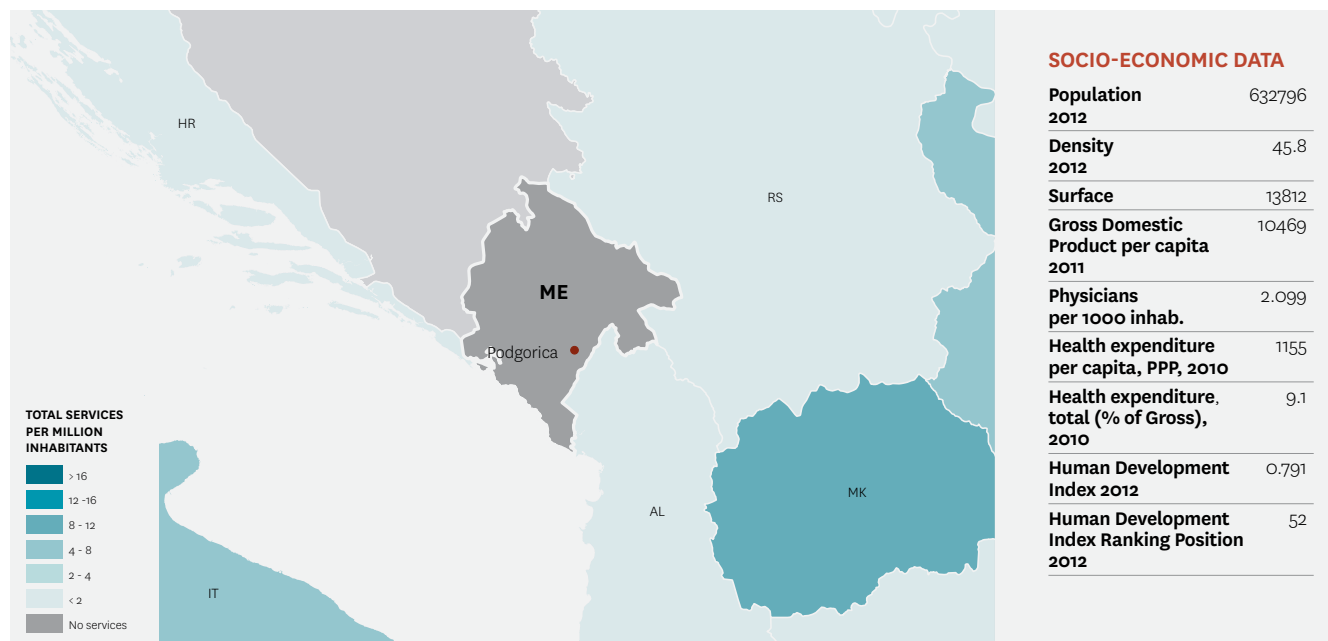 HR
RS
ME
Podgorica
AL
MK
IT
TOTAL SERVICES
PER MILLION
INHABITANTS
> 16
12 -16
8 - 12
4 - 8
2 - 4
< 2
No services
SOCIO-ECONOMIC DATA
Population 632796
2012
Density 45.8
2012
Surface 13812
Gross Domestic 10469
Product per capita
2011
Physicians 2.099
per 1000 inhab.
Health expenditure 1155
per capita, PPP, 2010
Health expenditure, 9.1
total (% of Gross),
2010
Human Development 0.791
Index 2012
Human Development 52
Index Ranking Position
2012